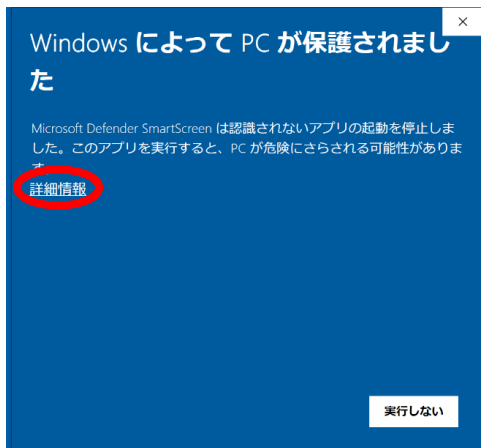 Windows によって PC が保護されまし
た
Microsoft Defender SmartScreen は認識されないアプリの起動を停止しま
した。このアプリを実行すると、PC が危険にさらされる可能性がありま
す。
詳細情報
実行しない